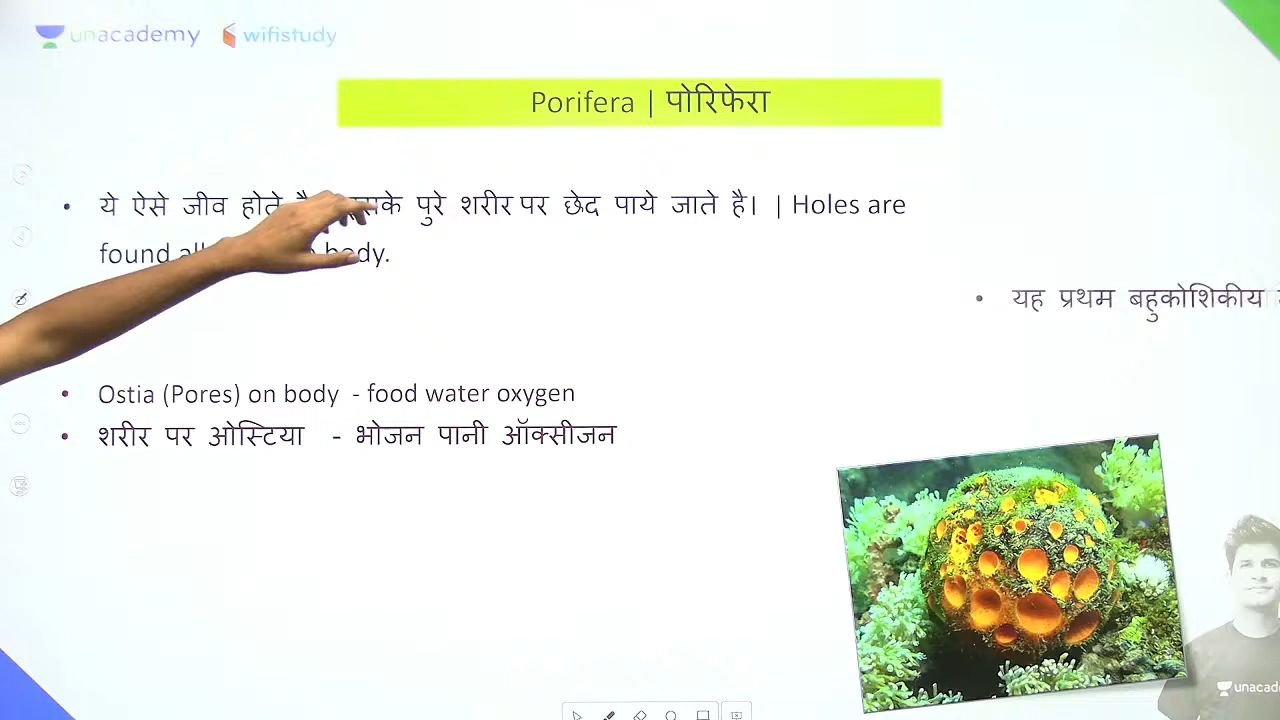 unacademy wifistudy
Porifera | पोरिफेरा
• ये ऐसे जीव होते पुरे शरीर पर छेद पाये जाते है। | Holes are
found body.
• यह प्रथम बहुकोशिकीय
• Ostia (Pores) on body - food water oxygen
• शरीर पर ओस्टिया - भोजन पानी ऑक्सीजन
unacade